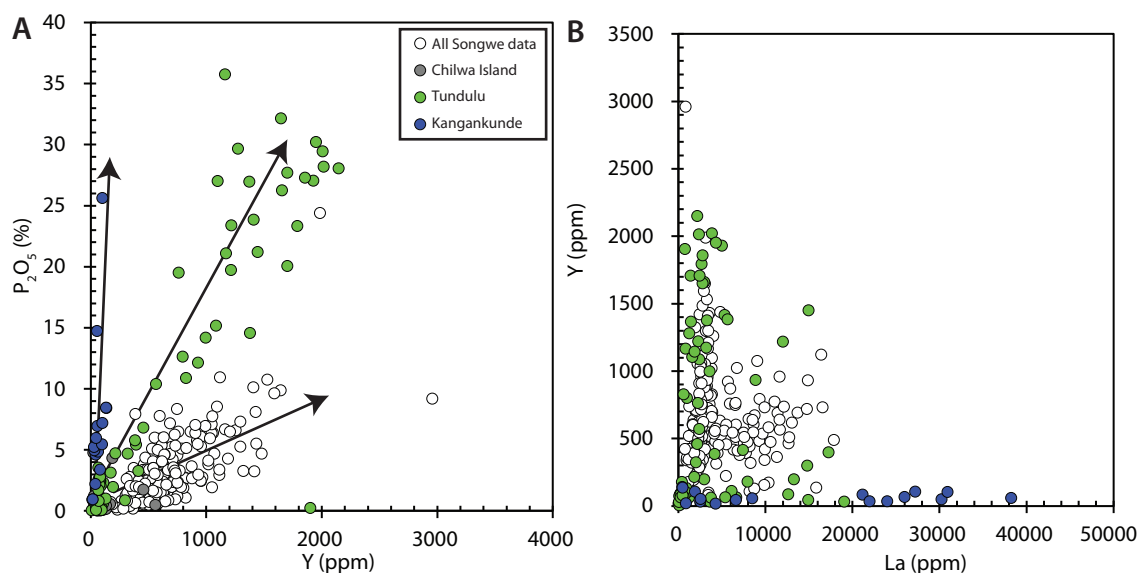 A
40
35
30
25
20
15
10
5
0
P₂O₅ (%)
0 1000 2000 3000 4000
Y (ppm)
All Songwe data
Chilwa Island
Tundulu
Kangankunde
B
3500
3000
2500
2000
1500
1000
500
0
Y (ppm)
0 10000 20000 30000 40000 50000
La (ppm)